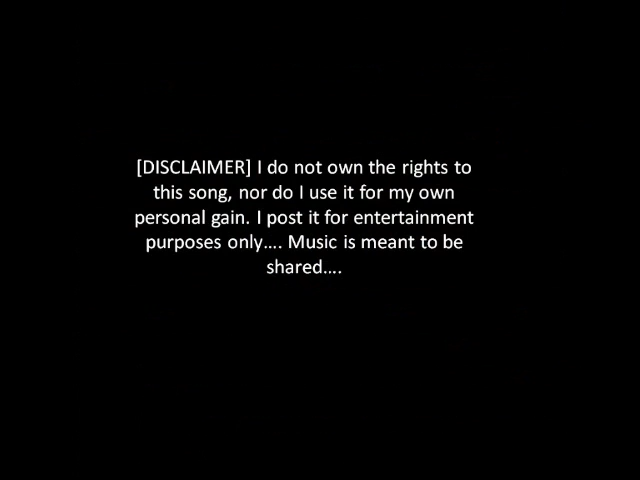 [DISCLAIMER] I do not own the rights to
this song, nor do I use it for my own
personal gain. I post it for entertainment
purposes only.... Music is meant to be
shared....